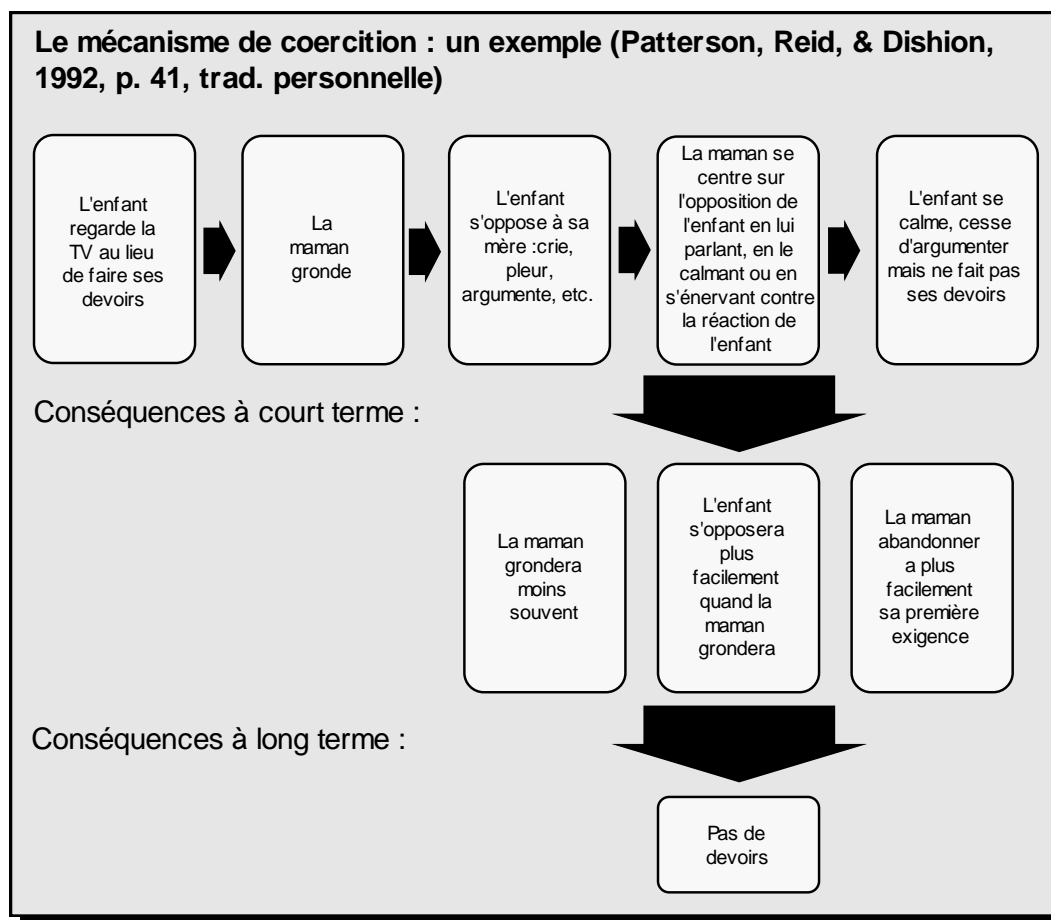 Le mécanisme de coercition : un exemple (Patterson, Reid, & Dishion,
1992, p. 41, trad. personnelle)
L'enfant
regarde la
TV au lieu
de faire ses
devoirs
La
maman
gronde
L'enfant
s'oppose à sa
mère :crie,
pleur,
argumente, etc.
La maman se
centre sur
l'opposition de
l'enfant en lui
parlant, en le
calmant ou en
s'énervant contre
la réaction de
l'enfant
L'enfant se
calme, cesse
d'argumenter
mais ne fait pas
ses devoirs
Conséquences à court terme :
La maman
grondera
moins
souvent
L'enfant
s'opposera
plus
facilement
quand la
maman
grondera
La maman
abandonner
a plus
facilement
sa première
exigence
Conséquences à long terme :
Pas de
devoirs